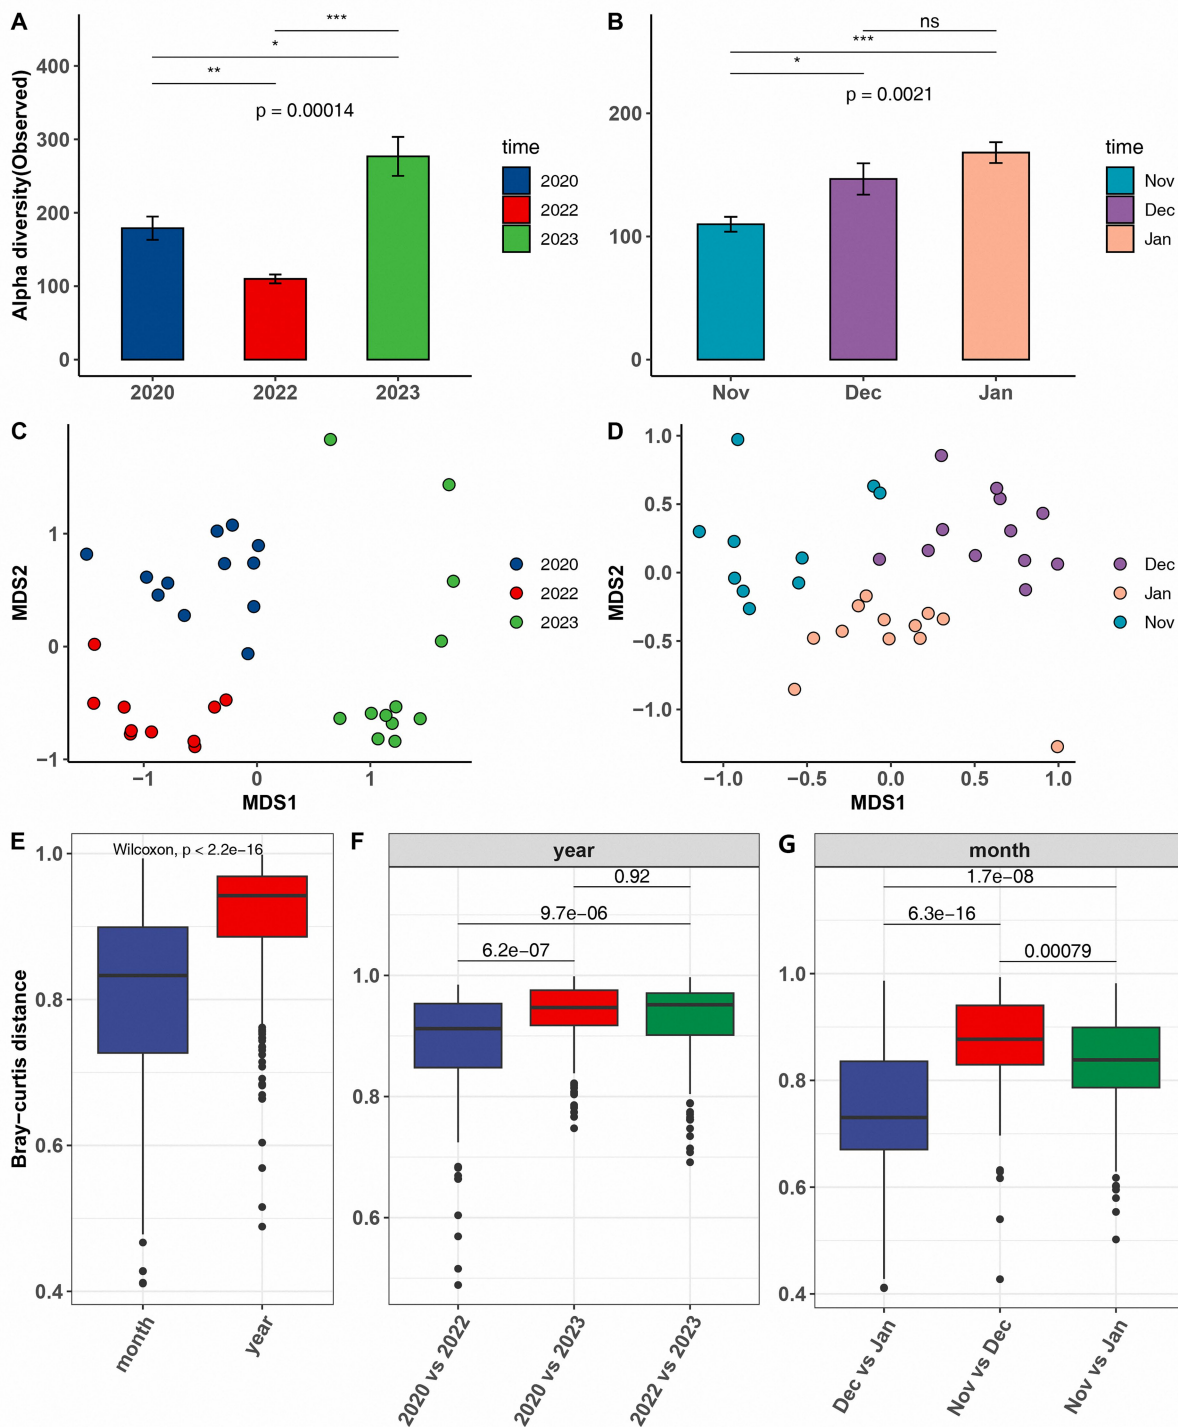 A
Alpha diversity(Observed)
400
300
200
100
0
***
*
**
p = 0.00014
2020
2022
2023
time
2020
2022
2023
B
200
100
0
ns
***
*
p = 0.0021
Nov
Dec
Jan
time
Nov
Dec
Jan
C
MDS2
1
0
−1
−1
0
1
MDS1
2020
2022
2023
D
MDS2
1.0
0.5
0.0
−0.5
−1.0
−1.0
−0.5
0.0
0.5
1.0
MDS1
Dec
Jan
Nov
E
Bray−curtis distance
1.0
0.8
0.6
0.4
Wilcoxon, p < 2.2e−16
month
year
F
year
1.0
0.8
0.6
0.92
9.7e−06
6.2e−07
2020 vs 2022
2020 vs 2023
2022 vs 2023
G
month
1.0
0.8
0.6
0.4
1.7e−08
6.3e−16
0.00079
Dec vs Jan
Nov vs Dec
Nov vs Jan